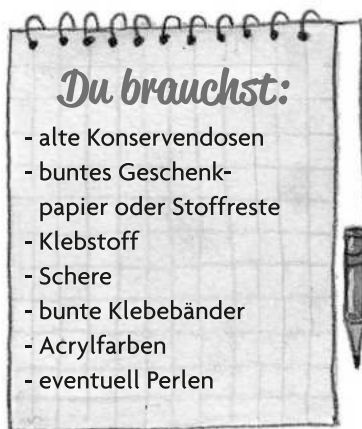 Du brauchst:
- alte Konservendosen
- buntes Geschenk-
papier oder Stoffreste
- Klebstoff
- Schere
- bunte Klebebänder
- Acrylfarben
- eventuell Perlen